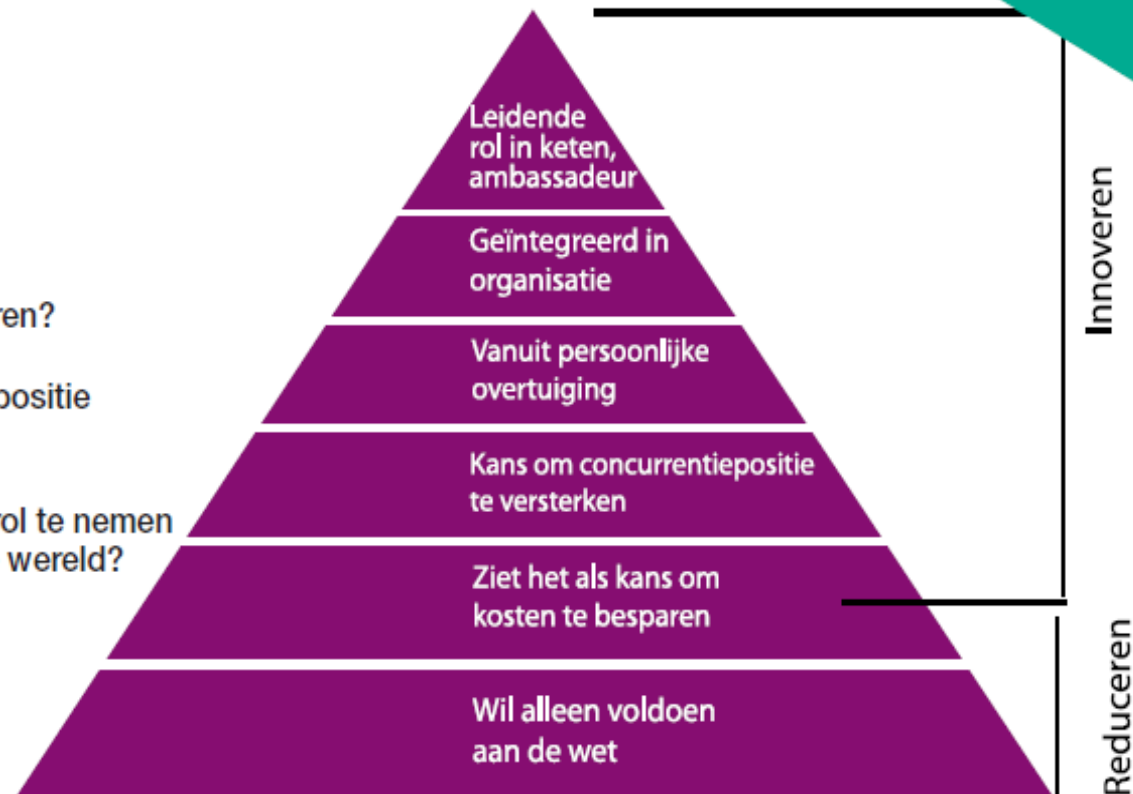 Leidende
rol in keten,
ambassadeur
Geïntegreerd in
organisatie
Vanuit persoonlijke
overtuiging
Kans om concurrentiepositie
te versterken
Ziet het als kans om
kosten te besparen
Wil alleen voldoen
aan de wet
Innoveren
Reduceren
ren?
positie
rol te nemen
wereld?